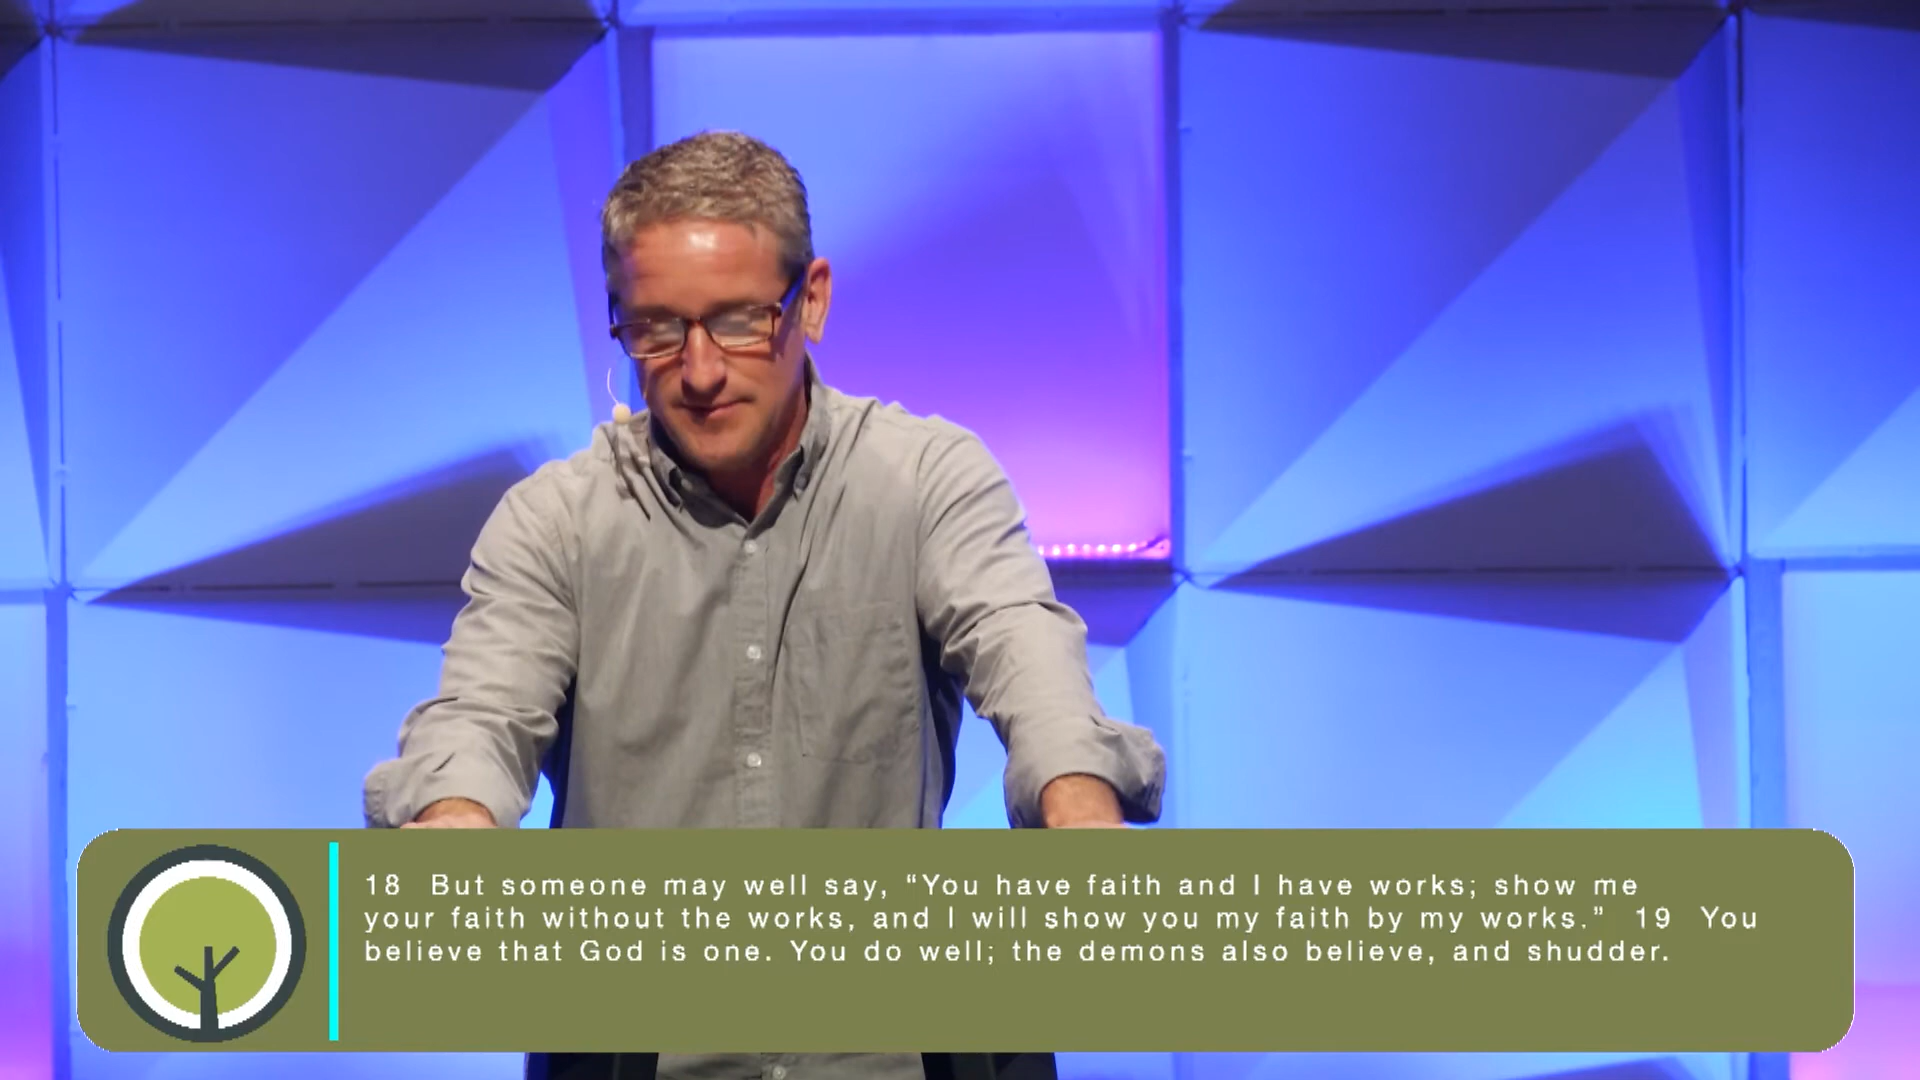 18  But someone may well say, “You have faith and I have works; show me
your faith without the works, and I will show you my faith by my works.”  19  You
believe that God is one. You do well; the demons also believe, and shudder.